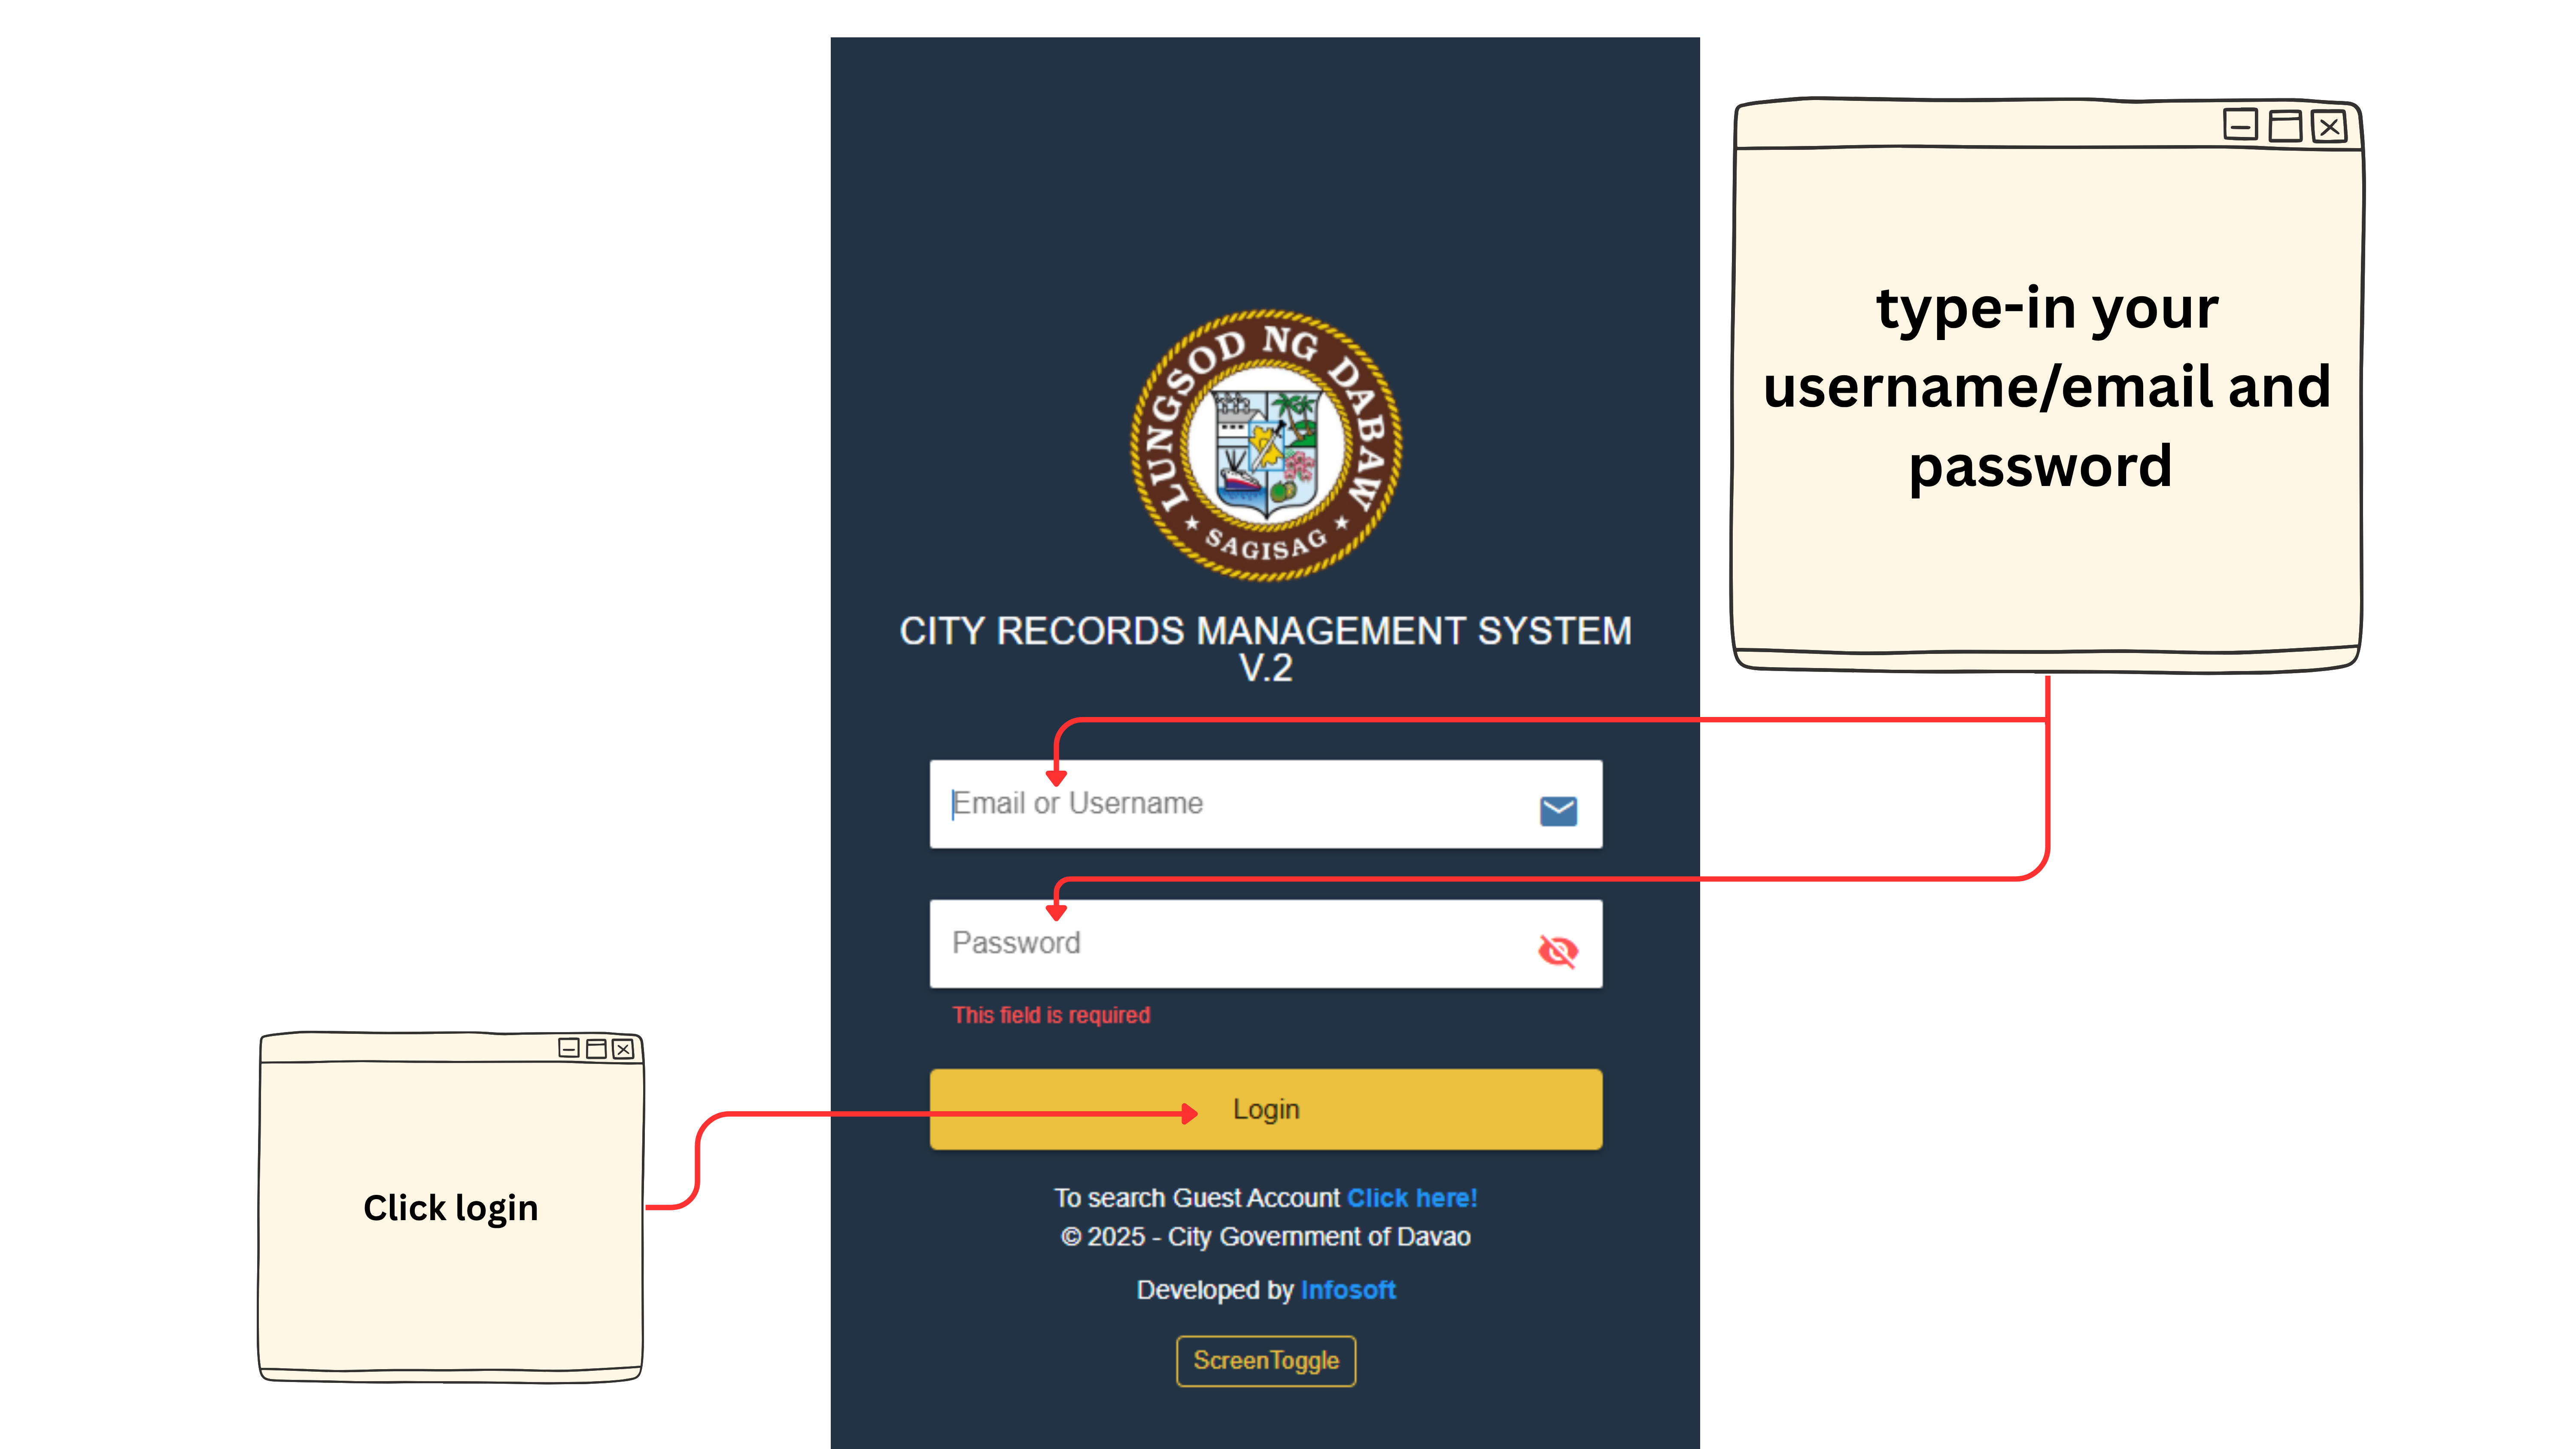 LUNGSOD NG DABAW
SAGISAG
CITY RECORDS MANAGEMENT SYSTEM
V.2
type-in your
username/email and
password
Email or Username
Password
This field is required
Login
Click login
To search Guest Account Click here!
© 2025 - City Government of Davao
Developed by Infosoft
ScreenToggle